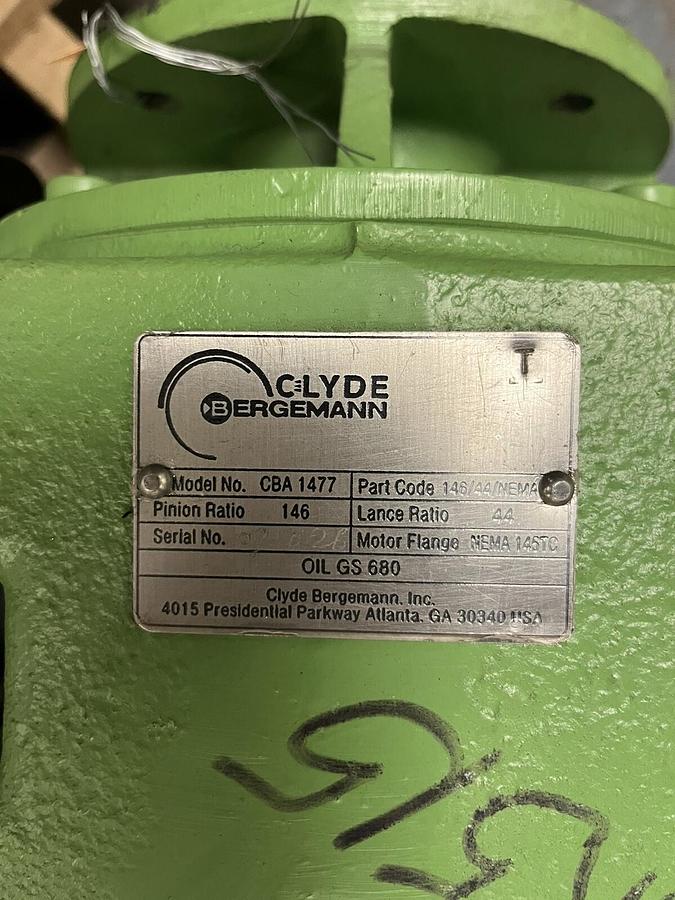 T
CLYDE
BERGEMANN
Model No. CBA 1477 Part Code 146/44/NEMA
Pinion Ratio 146 Lance Ratio 44
Serial No. Motor Flange NEMA 145TC
OIL GS 680
Clyde Bergemann, Inc.
4015 Presidential Parkway Atlanta, GA 30340 USA